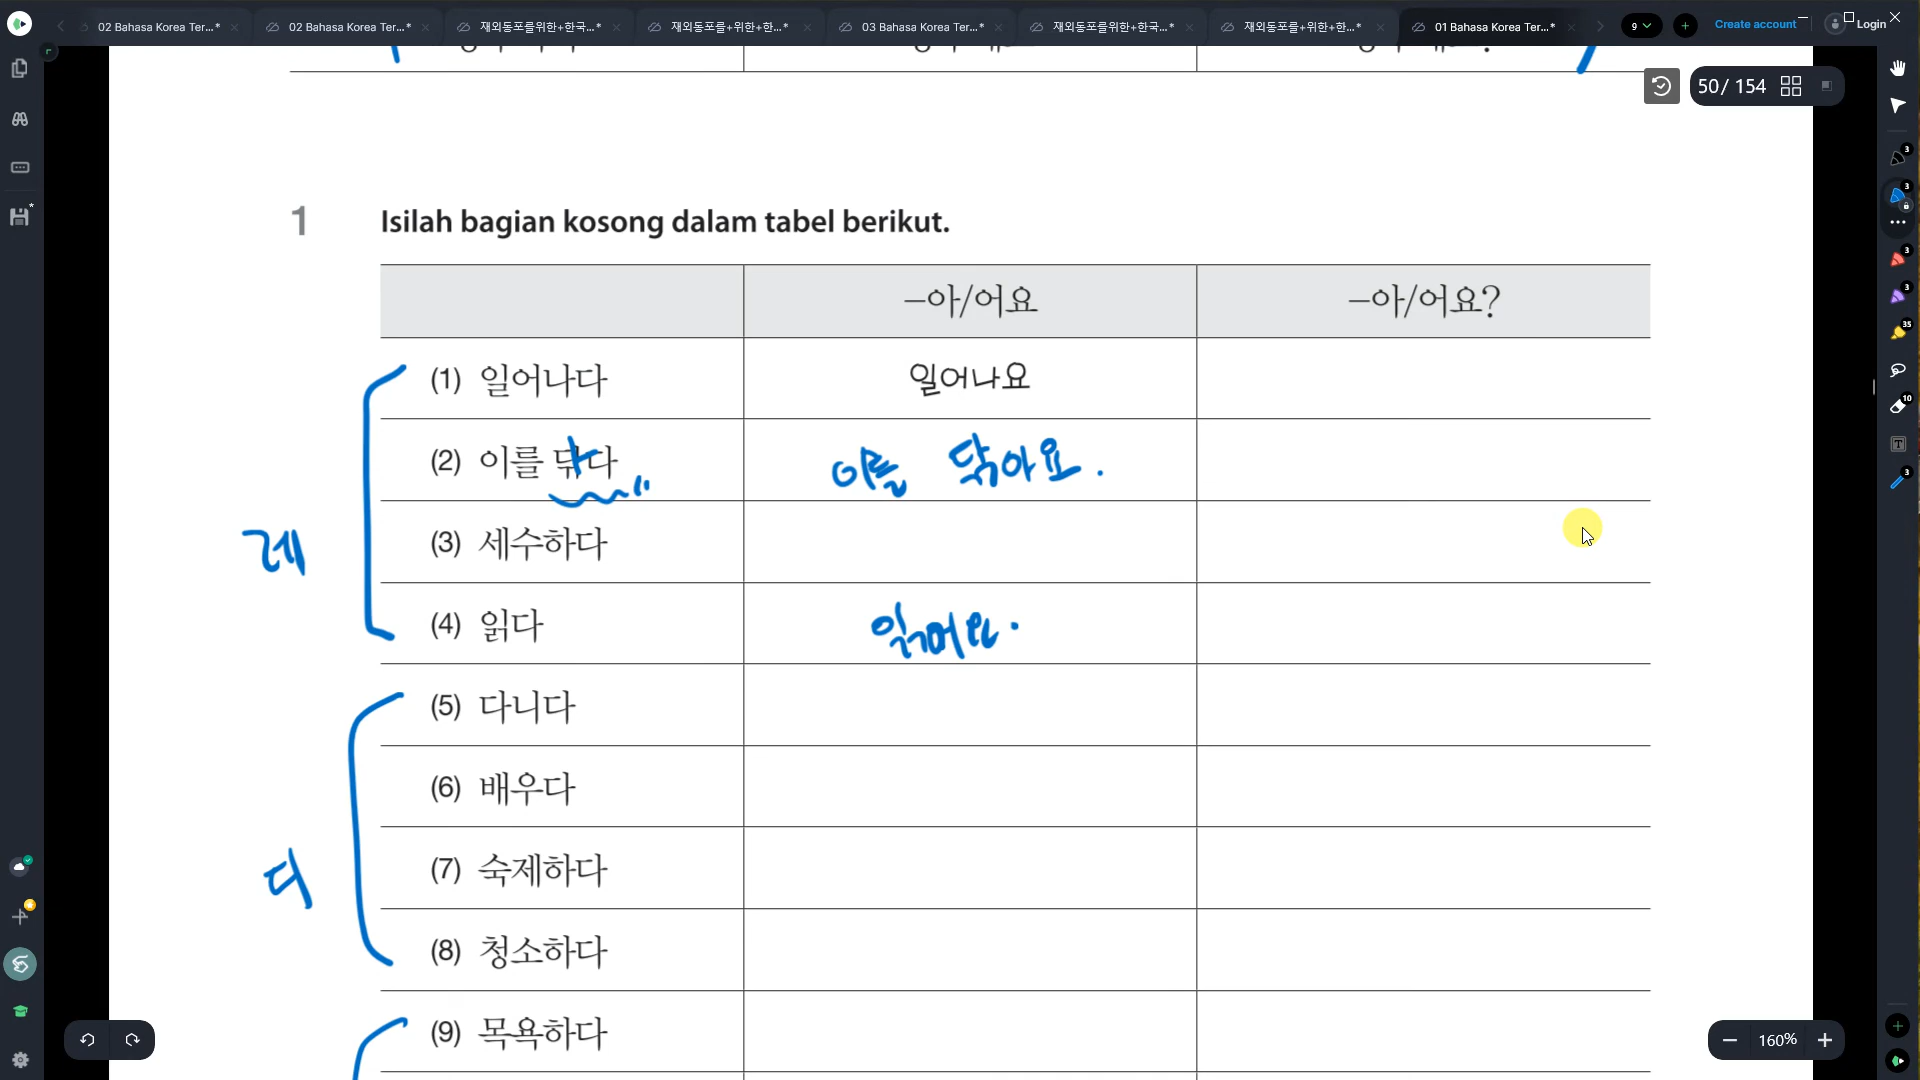 02 Bahasa Korea Ter...*
02 Bahasa Korea Ter...*
재외동포를위한+한국...*
재외동포를+위한+한...*
03 Bahasa Korea Ter...*
재외동포를위한+한국...*
재외동포를+위한+한...*
01 Bahasa Korea Ter...*
9
Create account
Login
50/ 154
1 Isilah bagian kosong dalam tabel berikut.
–아/어요 –아/어요?
(1) 일어나다 일어나요
(2) 이를 닦다 이를 닦아요.
(3) 세수하다
(4) 읽다 읽어요.
(5) 다니다
(6) 배우다
(7) 숙제하다
(8) 청소하다
(9) 목욕하다
160%